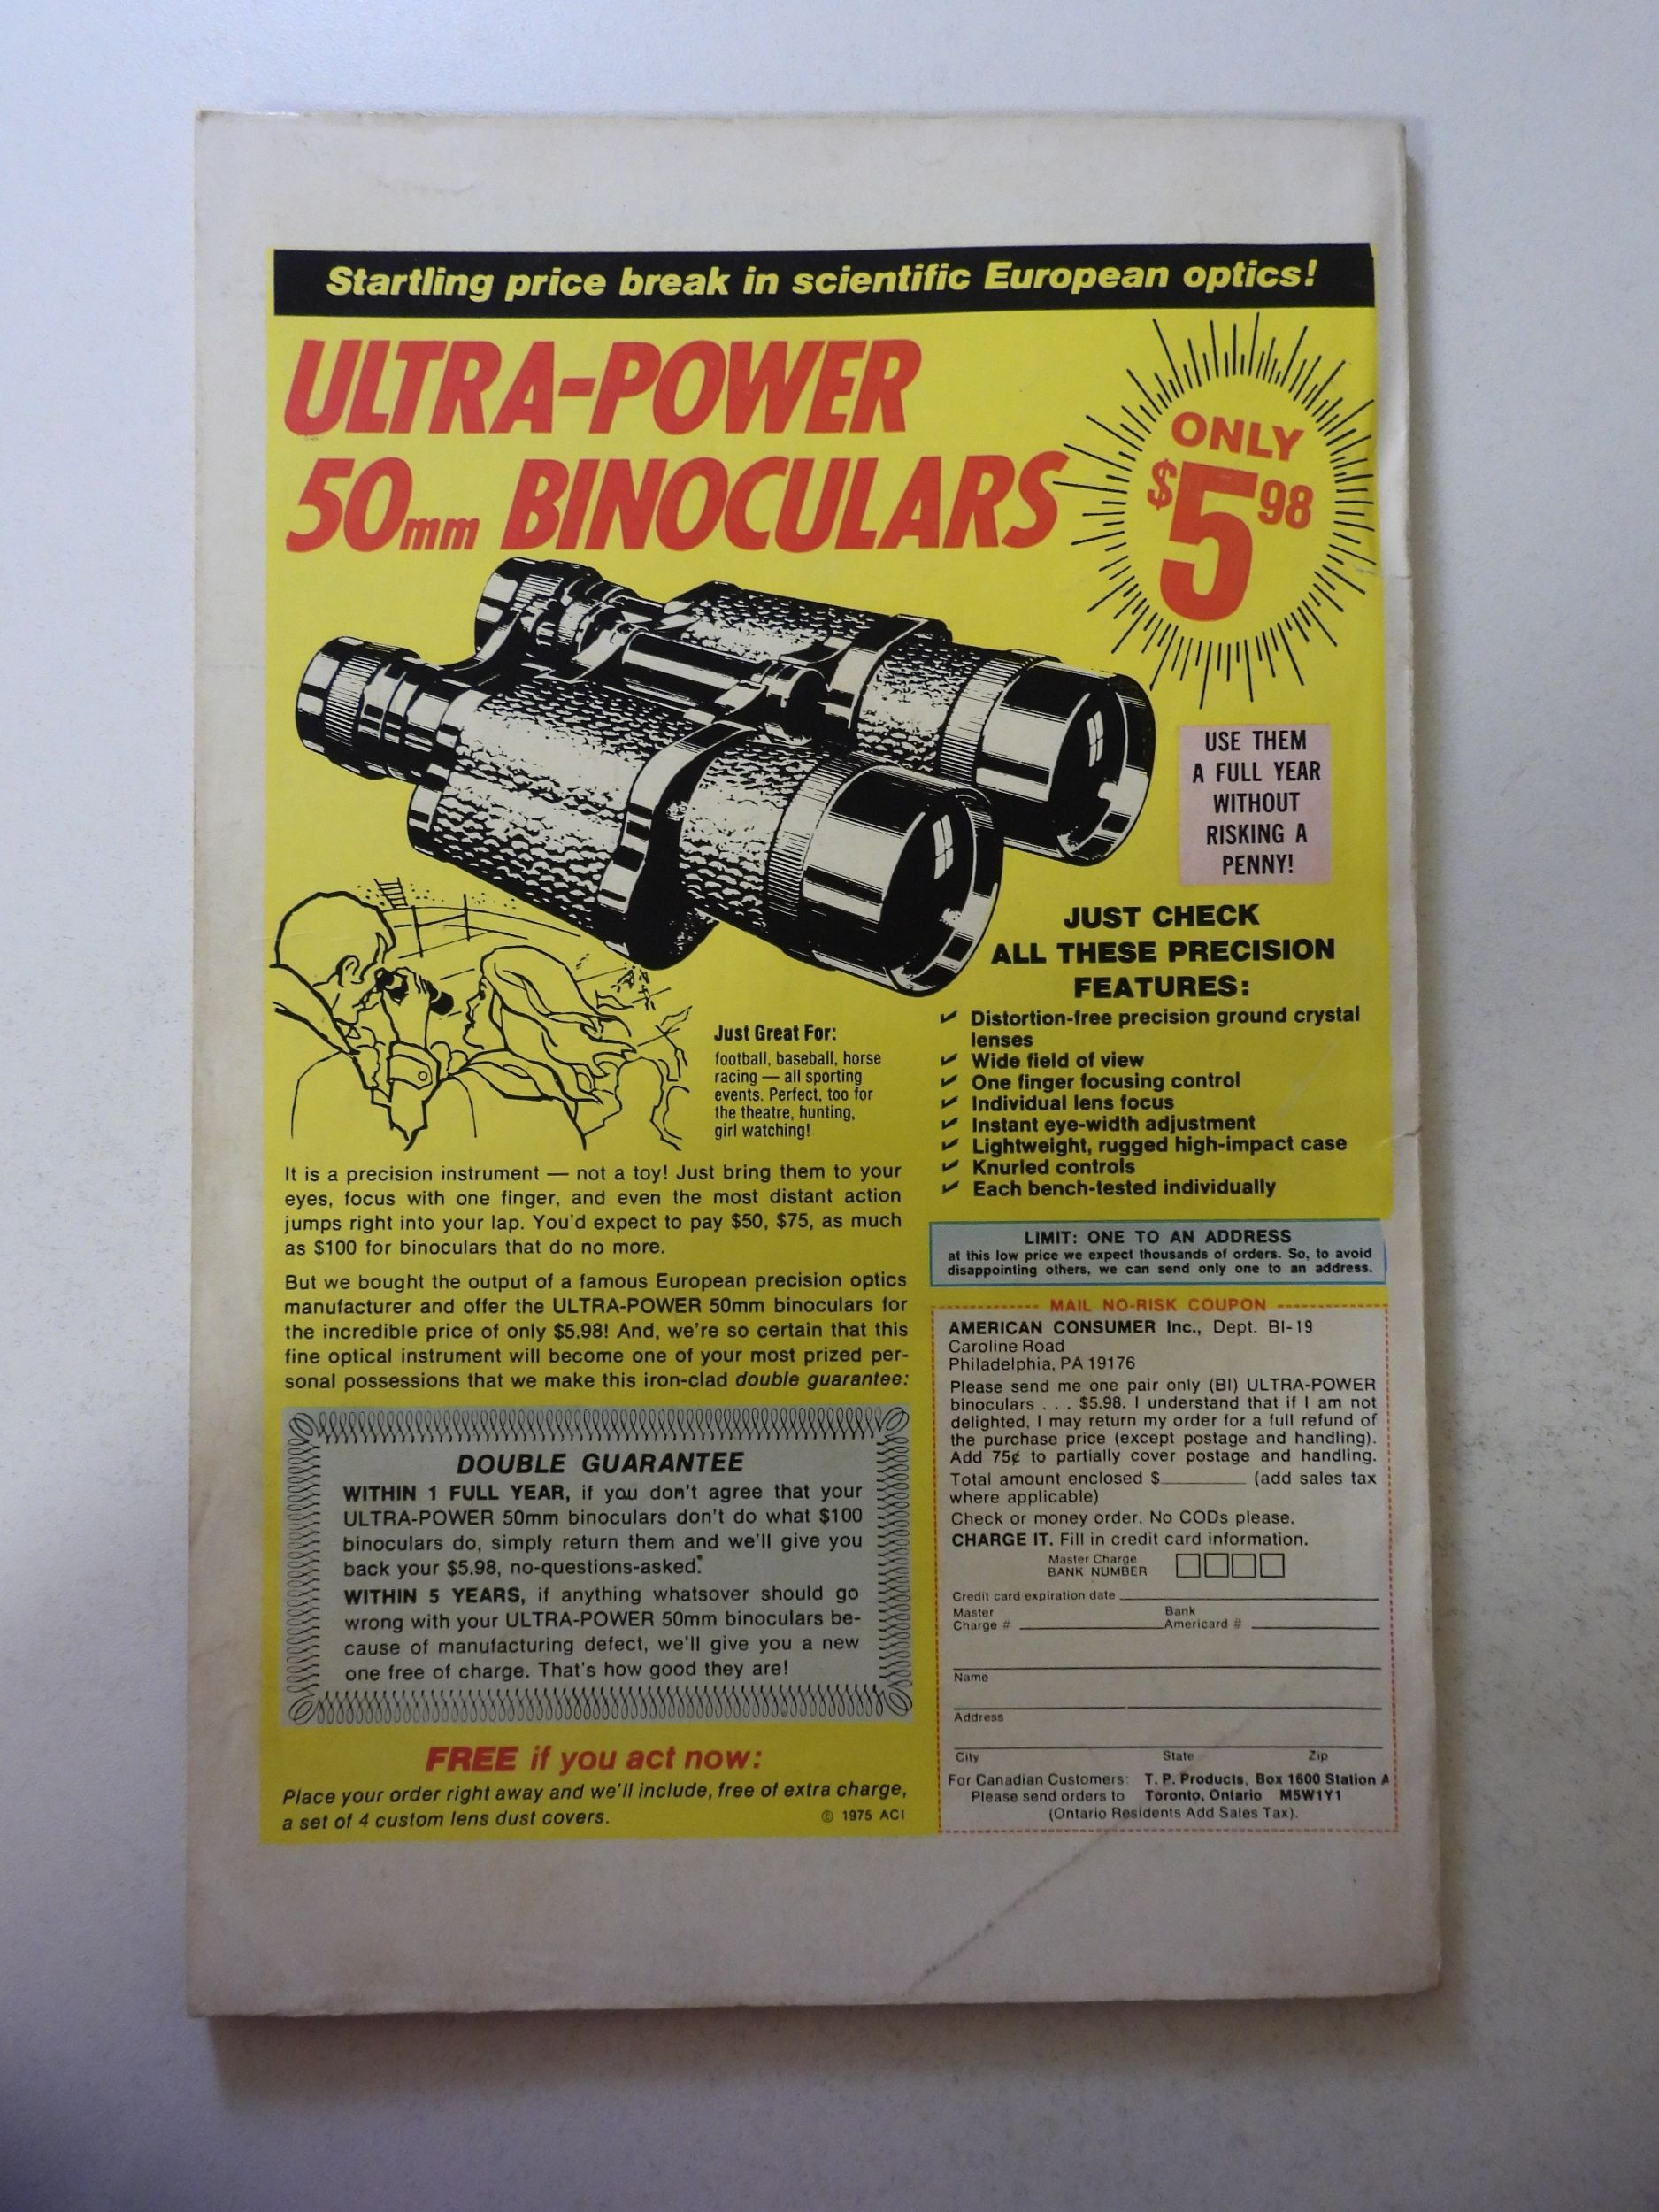 Startling price break in scientific European optics!
ULTRA-POWER
50mm BINOCULARS
ONLY
$5 98
USE THEM
A FULL YEAR
WITHOUT
RISKING A
PENNY!
JUST CHECK
ALL THESE PRECISION
FEATURES:
✓ Distortion-free precision ground crystal
lenses
✓ Wide field of view
✓ One finger focusing control
✓ Individual lens focus
✓ Instant eye-width adjustment
✓ Lightweight, rugged high-impact case
✓ Knurled controls
✓ Each bench-tested individually
Just Great For:
football, baseball, horse
racing — all sporting
events. Perfect, too for
the theatre, hunting,
girl watching!
It is a precision instrument — not a toy! Just bring them to your
eyes, focus with one finger, and even the most distant action
jumps right into your lap. You'd expect to pay $50, $75, as much
as $100 for binoculars that do no more.
But we bought the output of a famous European precision optics
manufacturer and offer the ULTRA-POWER 50mm binoculars for
the incredible price of only $5.98! And, we're so certain that this
fine optical instrument will become one of your most prized per-
sonal possessions that we make this iron-clad double guarantee:
DOUBLE GUARANTEE
WITHIN 1 FULL YEAR, if you don't agree that your
ULTRA-POWER 50mm binoculars don't do what $100
binoculars do, simply return them and we'll give you
back your $5.98, no-questions-asked.*
WITHIN 5 YEARS, if anything whatsover should go
wrong with your ULTRA-POWER 50mm binoculars be-
cause of manufacturing defect, we'll give you a new
one free of charge. That's how good they are!
FREE if you act now:
Place your order right away and we'll include, free of extra charge,
a set of 4 custom lens dust covers.
© 1975 ACI
LIMIT: ONE TO AN ADDRESS
at this low price we expect thousands of orders. So, to avoid
disappointing others, we can send only one to an address.
MAIL NO-RISK COUPON
AMERICAN CONSUMER Inc., Dept. BI-19
Caroline Road
Philadelphia, PA 19176
Please send me one pair only (BI) ULTRA-POWER
binoculars . . . $5.98. I understand that if I am not
delighted, I may return my order for a full refund of
the purchase price (except postage and handling).
Add 75¢ to partially cover postage and handling.
Total amount enclosed $_________ (add sales tax
where applicable)
Check or money order. No CODs please.
CHARGE IT. Fill in credit card information.
Master Charge
BANK NUMBER
Credit card expiration date
Master Charge # Bank Americard #
Name
Address
City State Zip
For Canadian Customers: T. P. Products, Box 1600 Station A
Please send orders to Toronto, Ontario M5W1Y1
(Ontario Residents Add Sales Tax).